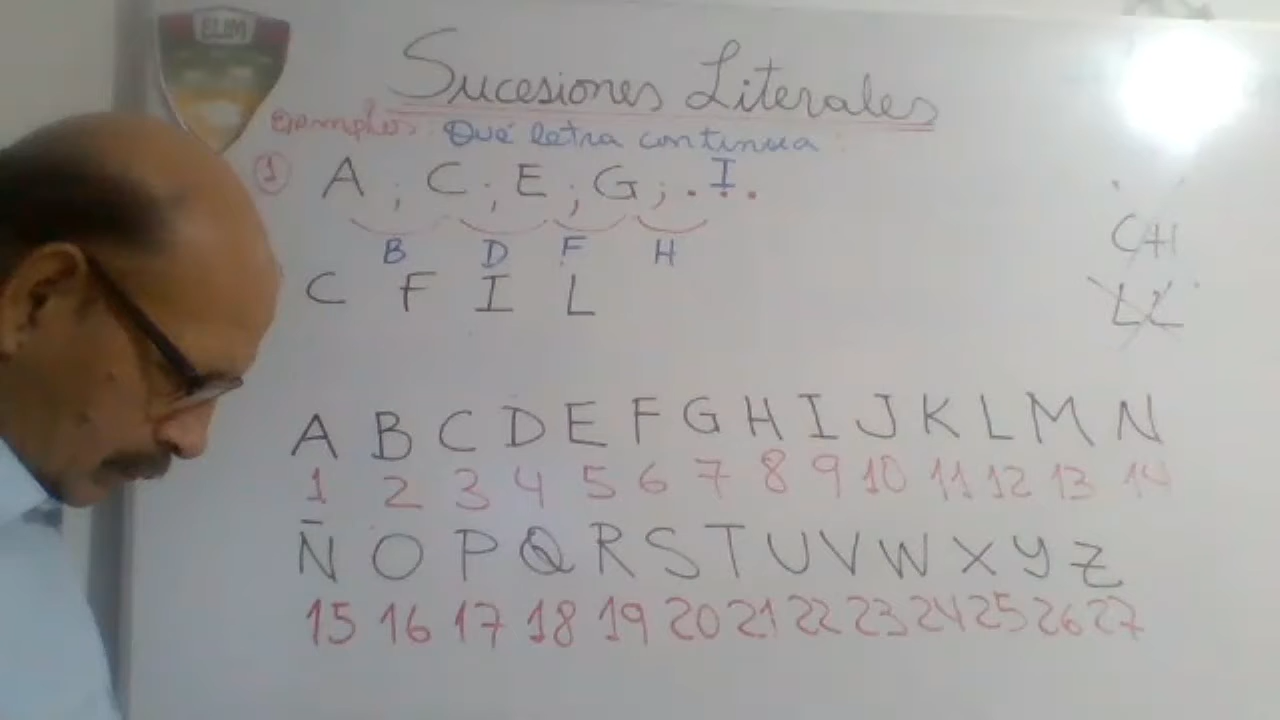 ELIM
Sucesiones Literales
Ejemplos: Qué letra continua:
1 A ; C ; E ; G ; . I .
B D F H
C F I L
CH
LL
A B C D E F G H I J K L M N
1 2 3 4 5 6 7 8 9 10 11 12 13 14
Ñ O P Q R S T U V W X Y Z
15 16 17 18 19 20 21 22 23 24 25 26 27